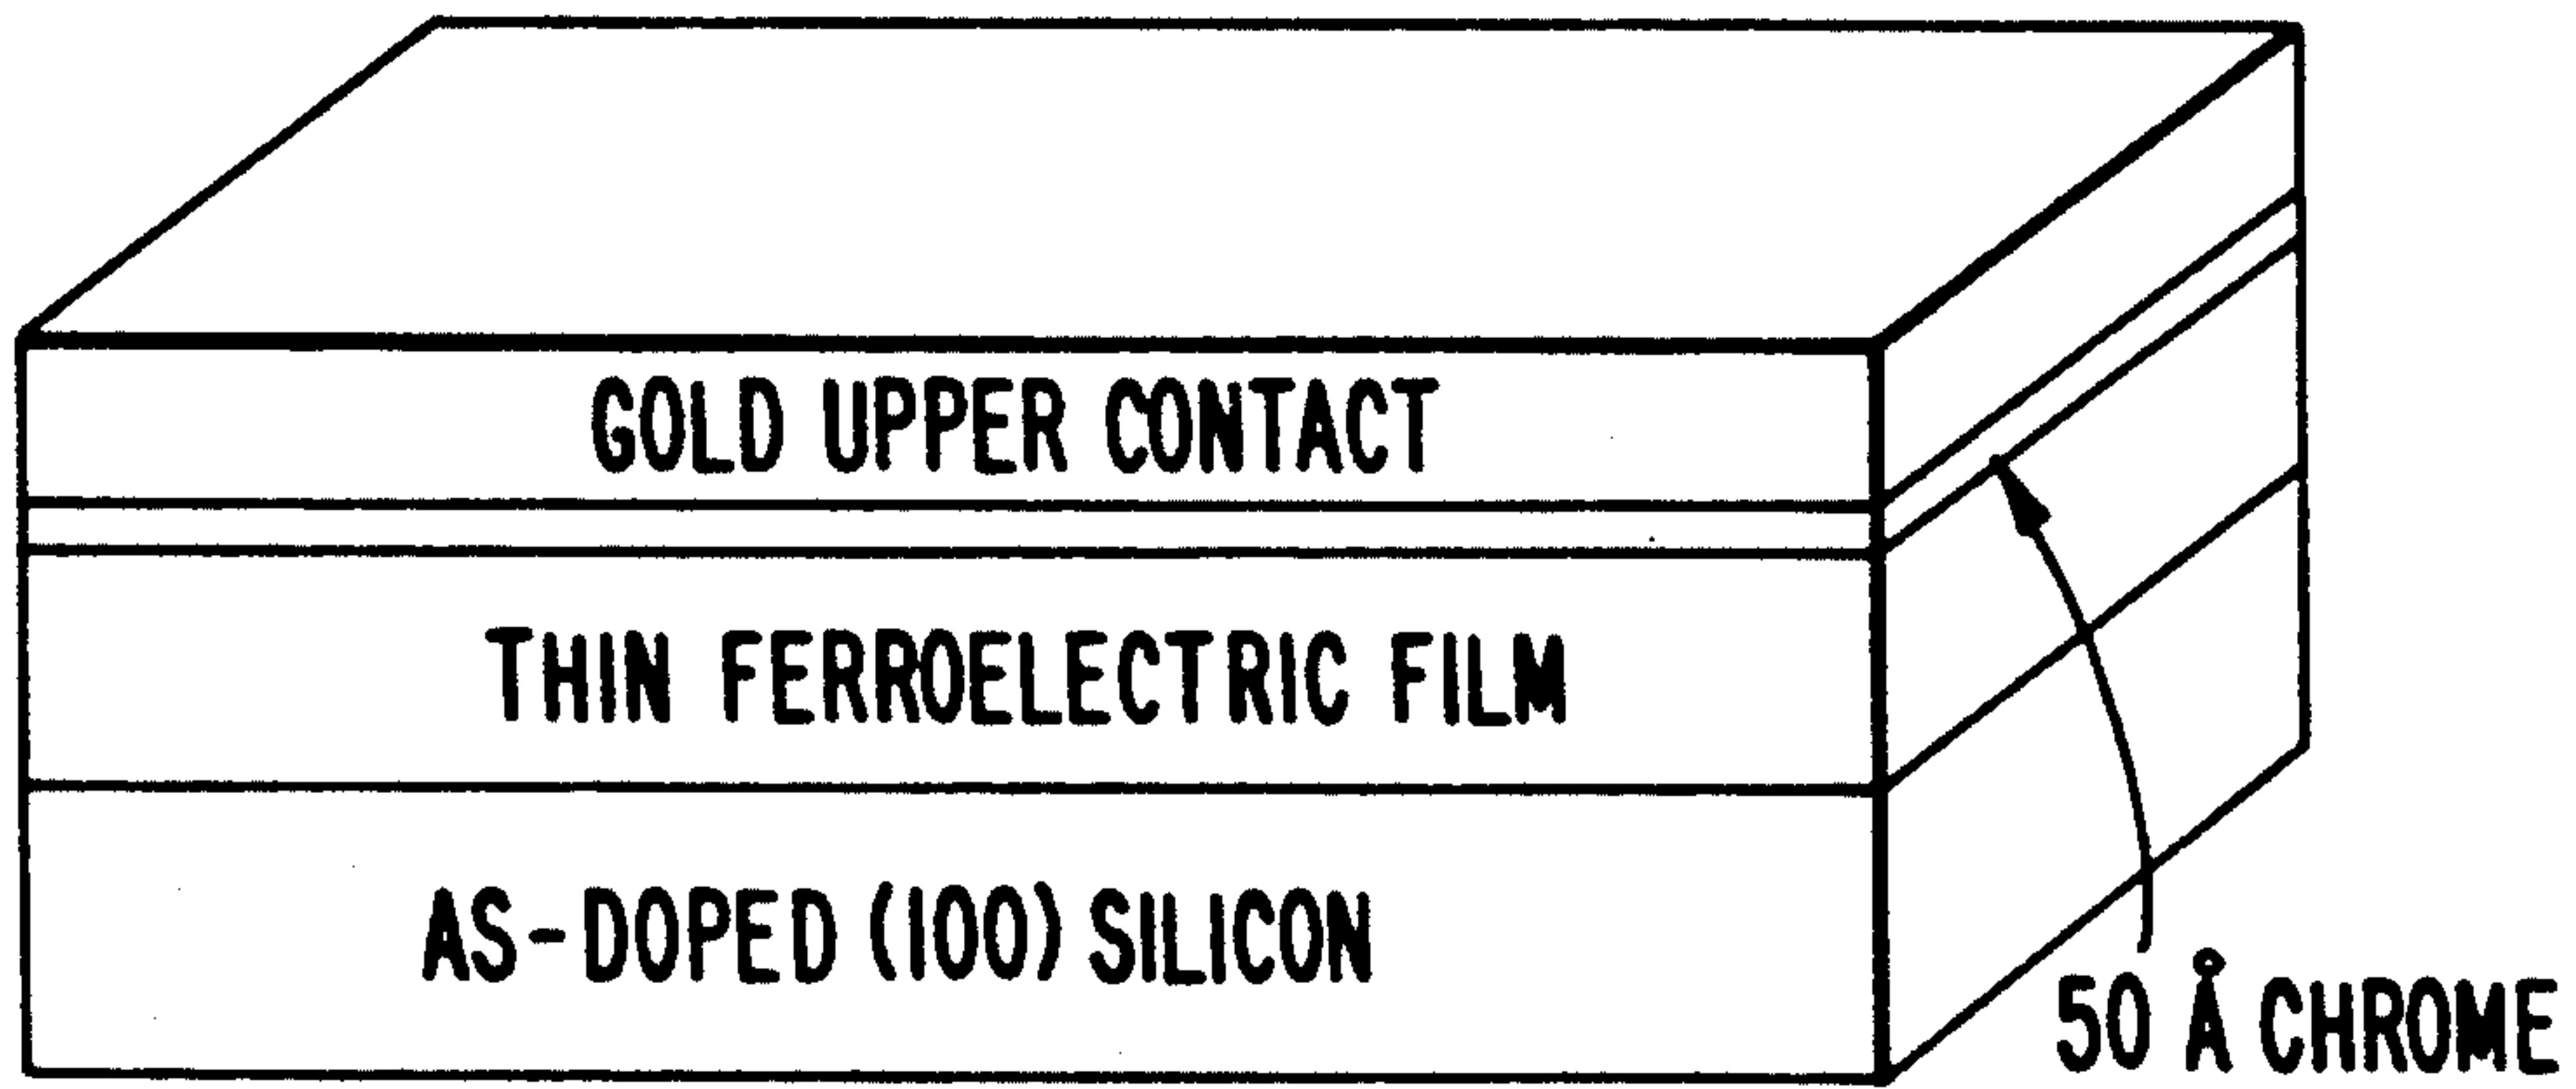 GOLD UPPER CONTACT
THIN FERROELECTRIC FILM
AS-DOPED (100) SILICON
50 Å CHROME